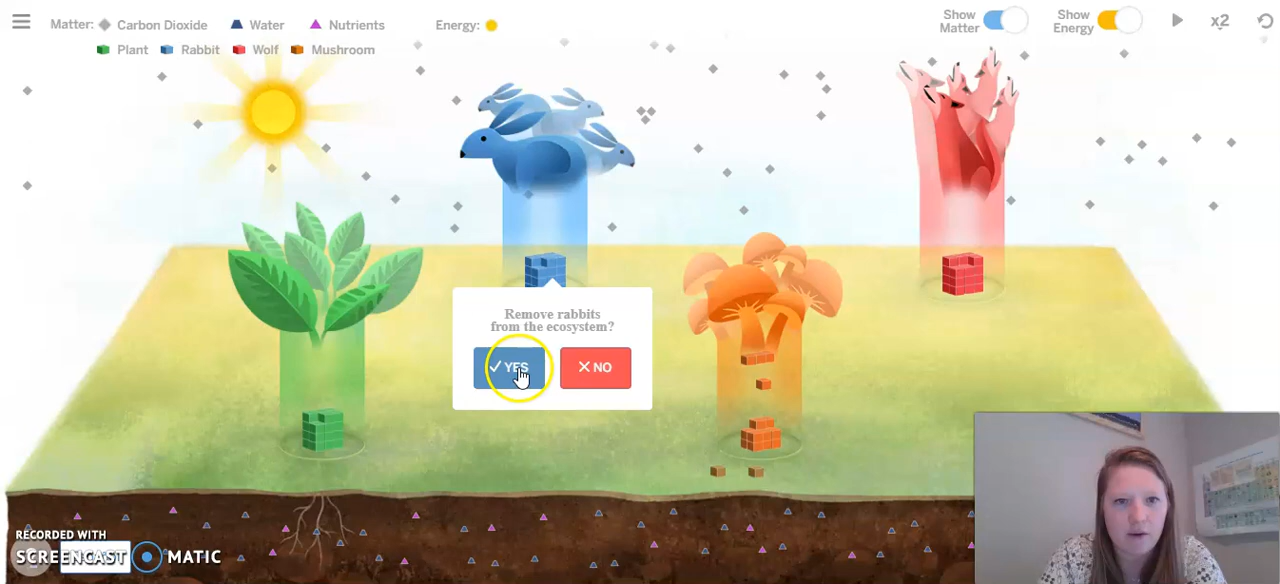 Matter: Carbon Dioxide Water Nutrients Energy:
Plant Rabbit Wolf Mushroom
Show Matter
Show Energy
x2
Remove rabbits
from the ecosystem?
YES
NO
RECORDED WITH
SCREENCAST MATIC